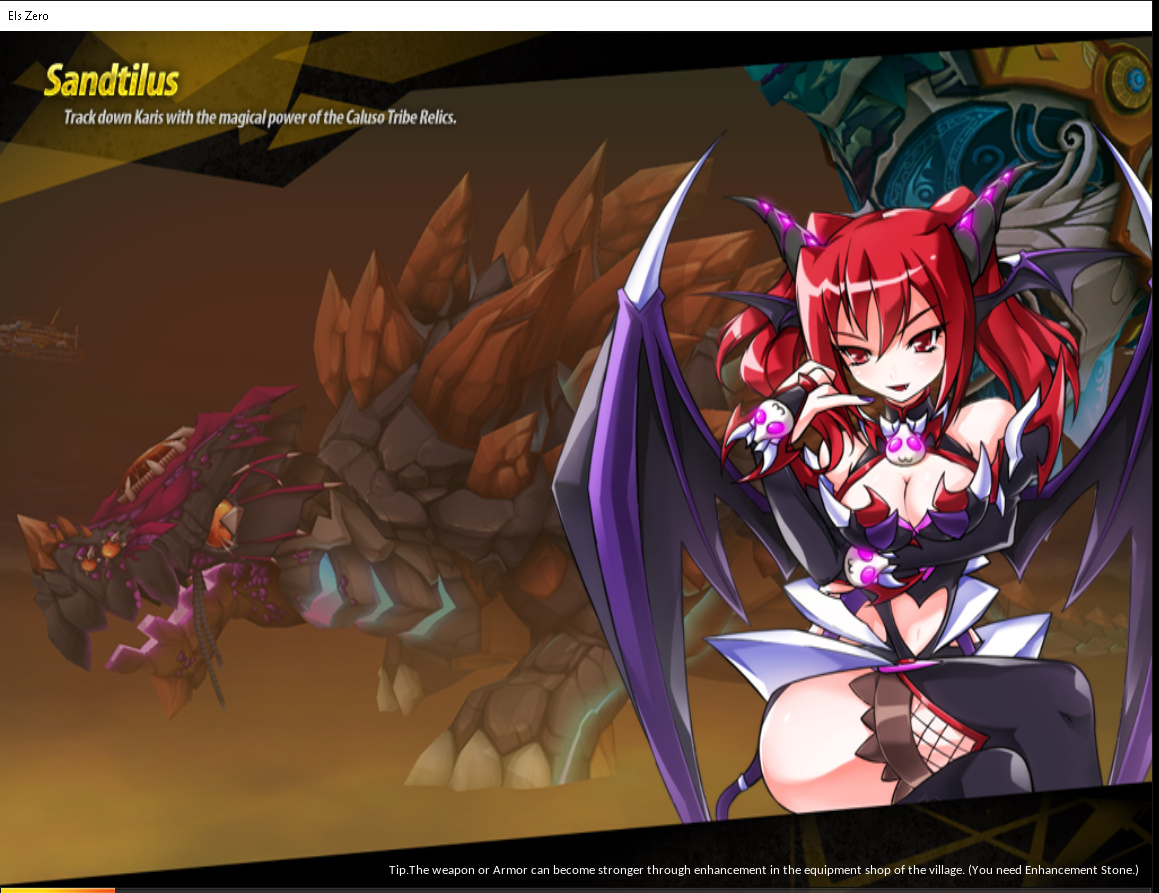 Els Zero
Sandtilus
Track down Karis with the magical power of the Caluso Tribe Relics.
Tip.The weapon or Armor can become stronger through enhancement in the equipment shop of the village. (You need Enhancement Stone.)